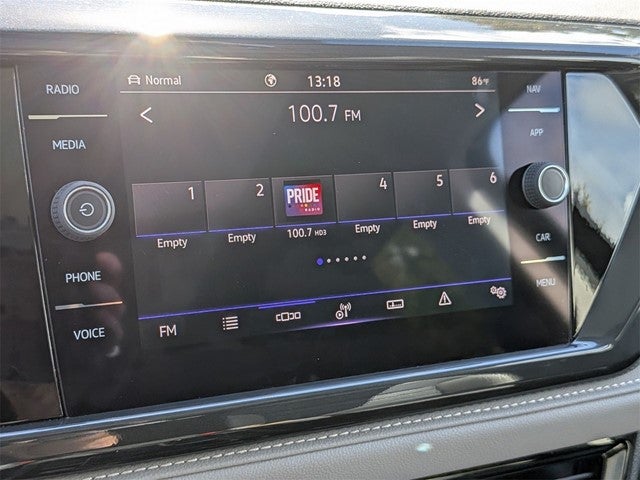 RADIO
MEDIA
PHONE
VOICE
Normal 13:18 86°F
100.7 FM
1 2 4 5 6
PRIDE
RADIO
Empty Empty 100.7 HD3 Empty Empty Empty
FM
NAV
APP
CAR
MENU